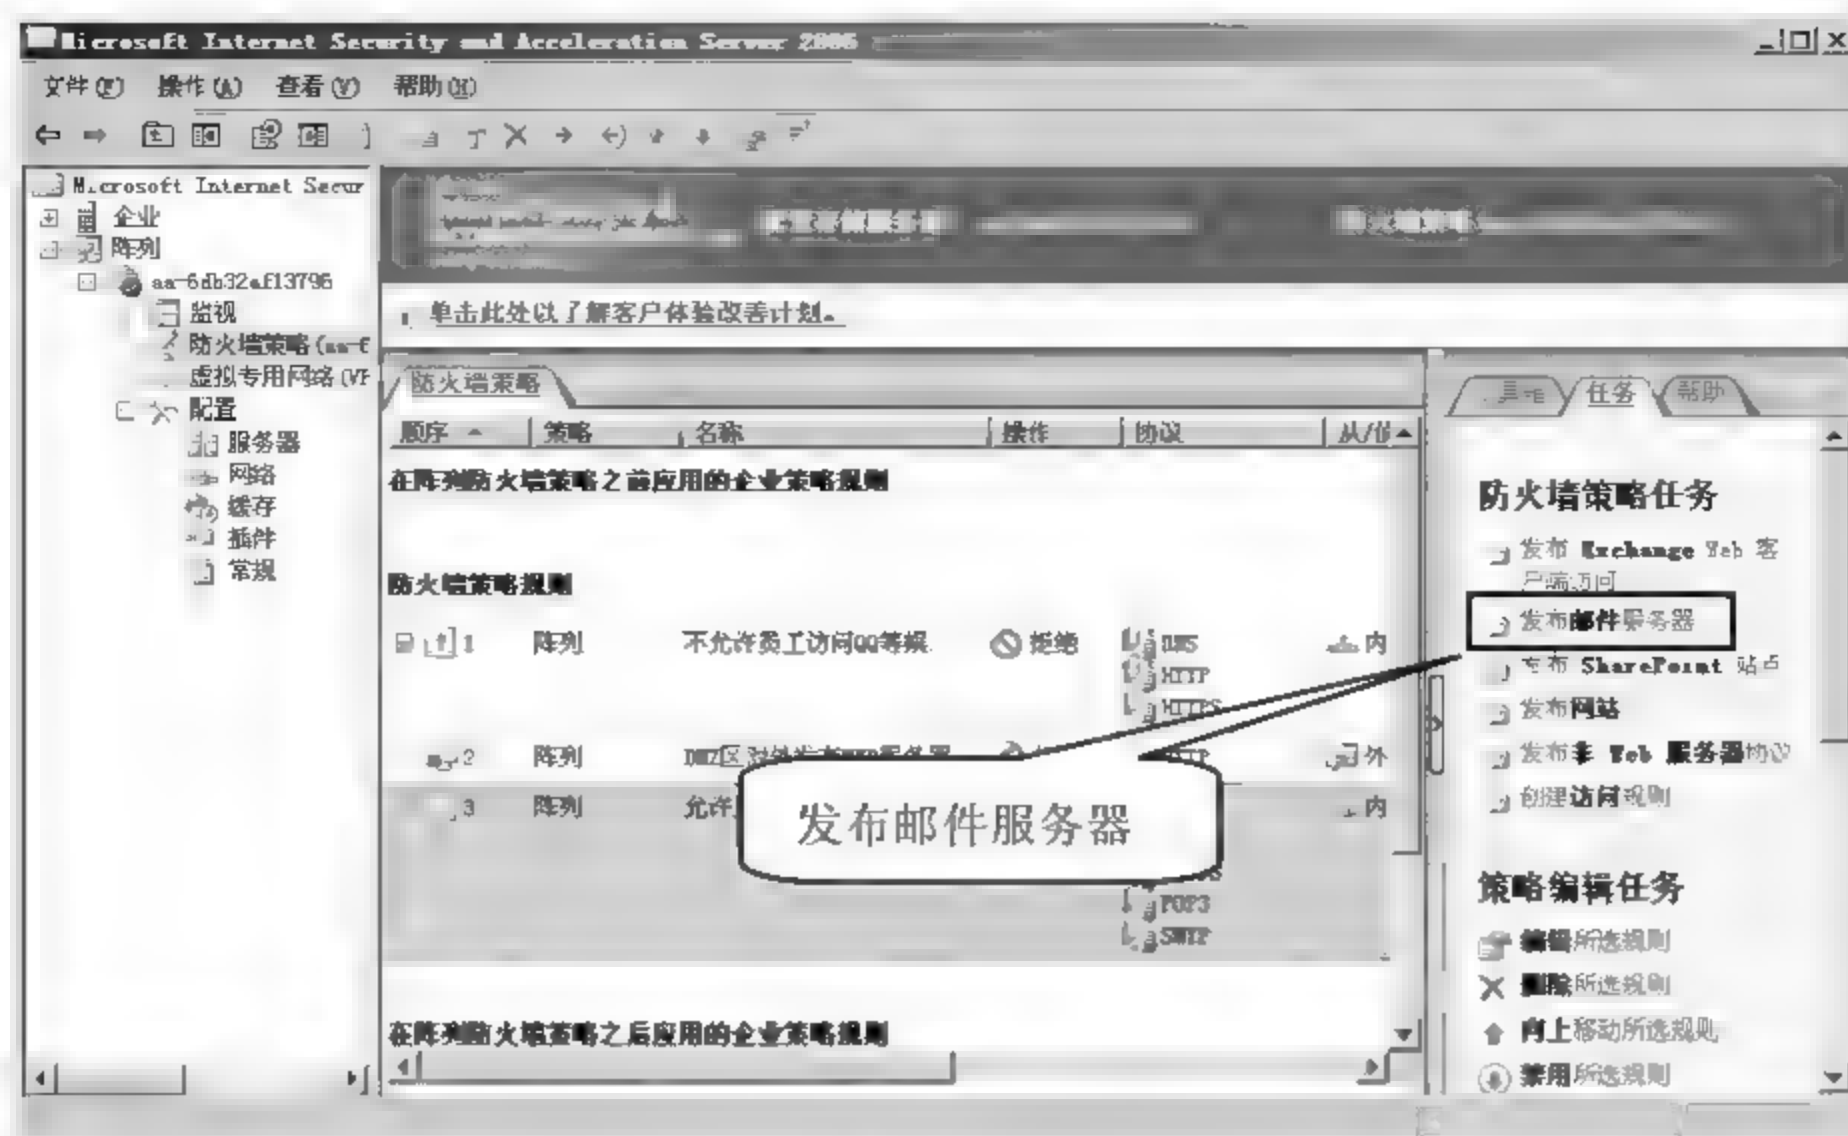 Microsoft Internet Security and Acceleration Server 2006
文件(F) 操作(A) 查看(V) 帮助(H)
Microsoft Internet Secur
企业
阵列
aa-6db32af13796
监视
防火墙策略(aa-6
虚拟专用网络(VP
配置
服务器
网络
缓存
插件
常规
单击此处以了解客户体验改善计划。
防火墙策略
顺序 策略 名称 操作 协议
在阵列防火墙策略之前应用的企业策略规则
防火墙策略规则
1 阵列 不允许员工访问QQ等娱 拒绝 DNS 内
HTTP
HTTPS
2 阵列 DMZ区 外
3 阵列 允许 内
POP3
SMTP
在阵列防火墙策略之后应用的企业策略规则
发布邮件服务器
任务 帮助
防火墙策略任务
发布 Exchange Web 客
户端访问
发布邮件服务器
发布 SharePoint 站点
发布网站
发布非 Web 服务器协议
创建访问规则
策略编辑任务
编辑所选规则
删除所选规则
向上移动所选规则
禁用所选规则